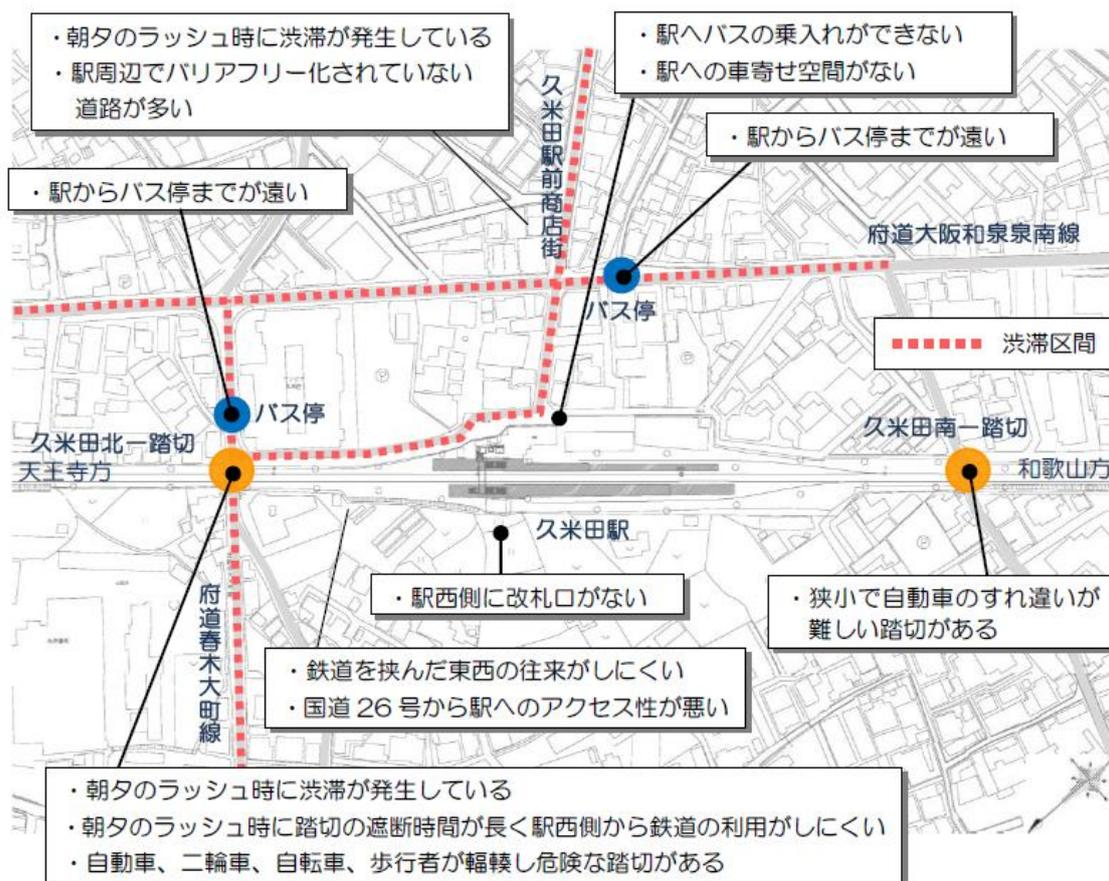 ・朝夕のラッシュ時に渋滞が発生している
・駅周辺でバリアフリー化されていない
道路が多い
・駅へバスの乗入れができない
・駅への車寄せ空間がない
久米田駅前商店街
・駅からバス停までが遠い
・駅からバス停までが遠い
府道大阪和泉泉南線
バス停
渋滞区間
バス停
久米田北一踏切
天王寺方
久米田南一踏切
和歌山方
久米田駅
・駅西側に改札口がない
・狭小で自動車のすれ違いが
難しい踏切がある
府道春木大町線
・鉄道を挟んだ東西の往来がしにくい
・国道26号から駅へのアクセス性が悪い
・朝夕のラッシュ時に渋滞が発生している
・朝夕のラッシュ時に踏切の遮断時間が長く駅西側から鉄道の利用がしにくい
・自動車、二輪車、自転車、歩行者が輻輳し危険な踏切がある